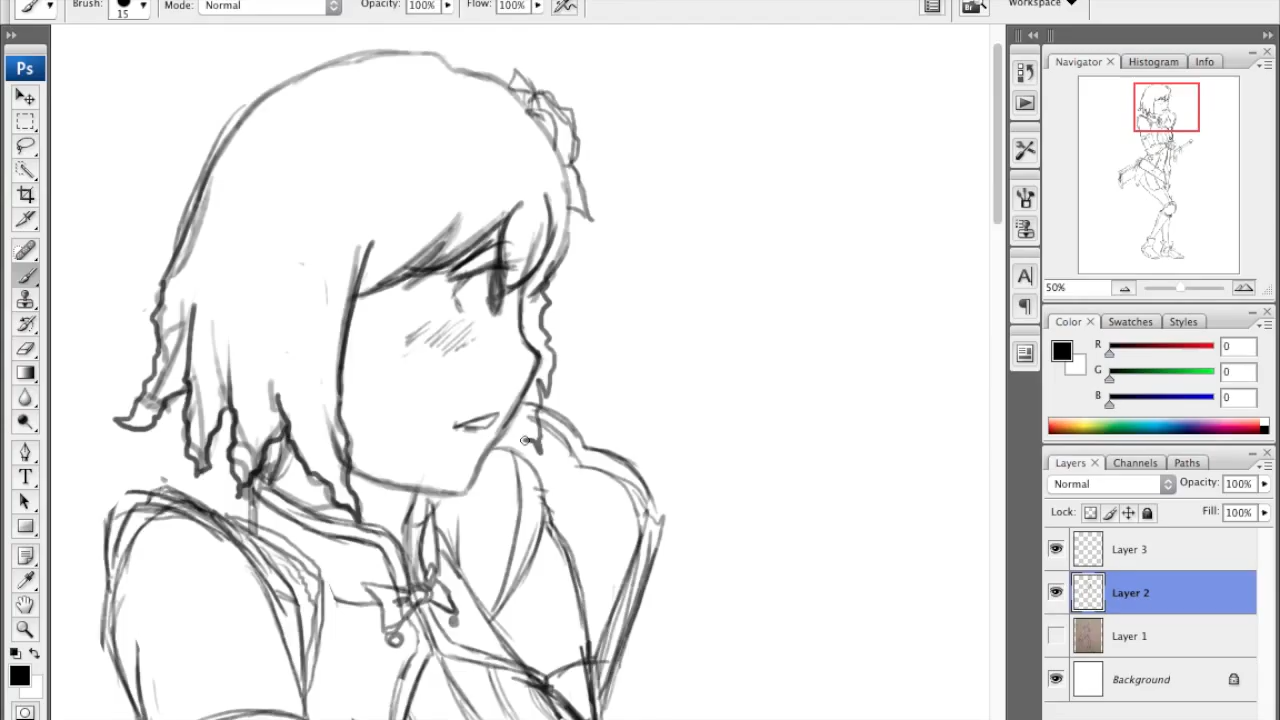 Brush: 15 Mode: Normal Opacity: 100% Flow: 100% Workspace
Ps
Navigator Histogram Info
50%
Color Swatches Styles
R 0
G 0
B 0
Layers Channels Paths
Normal Opacity: 100%
Lock: Fill: 100%
Layer 3
Layer 2
Layer 1
Background